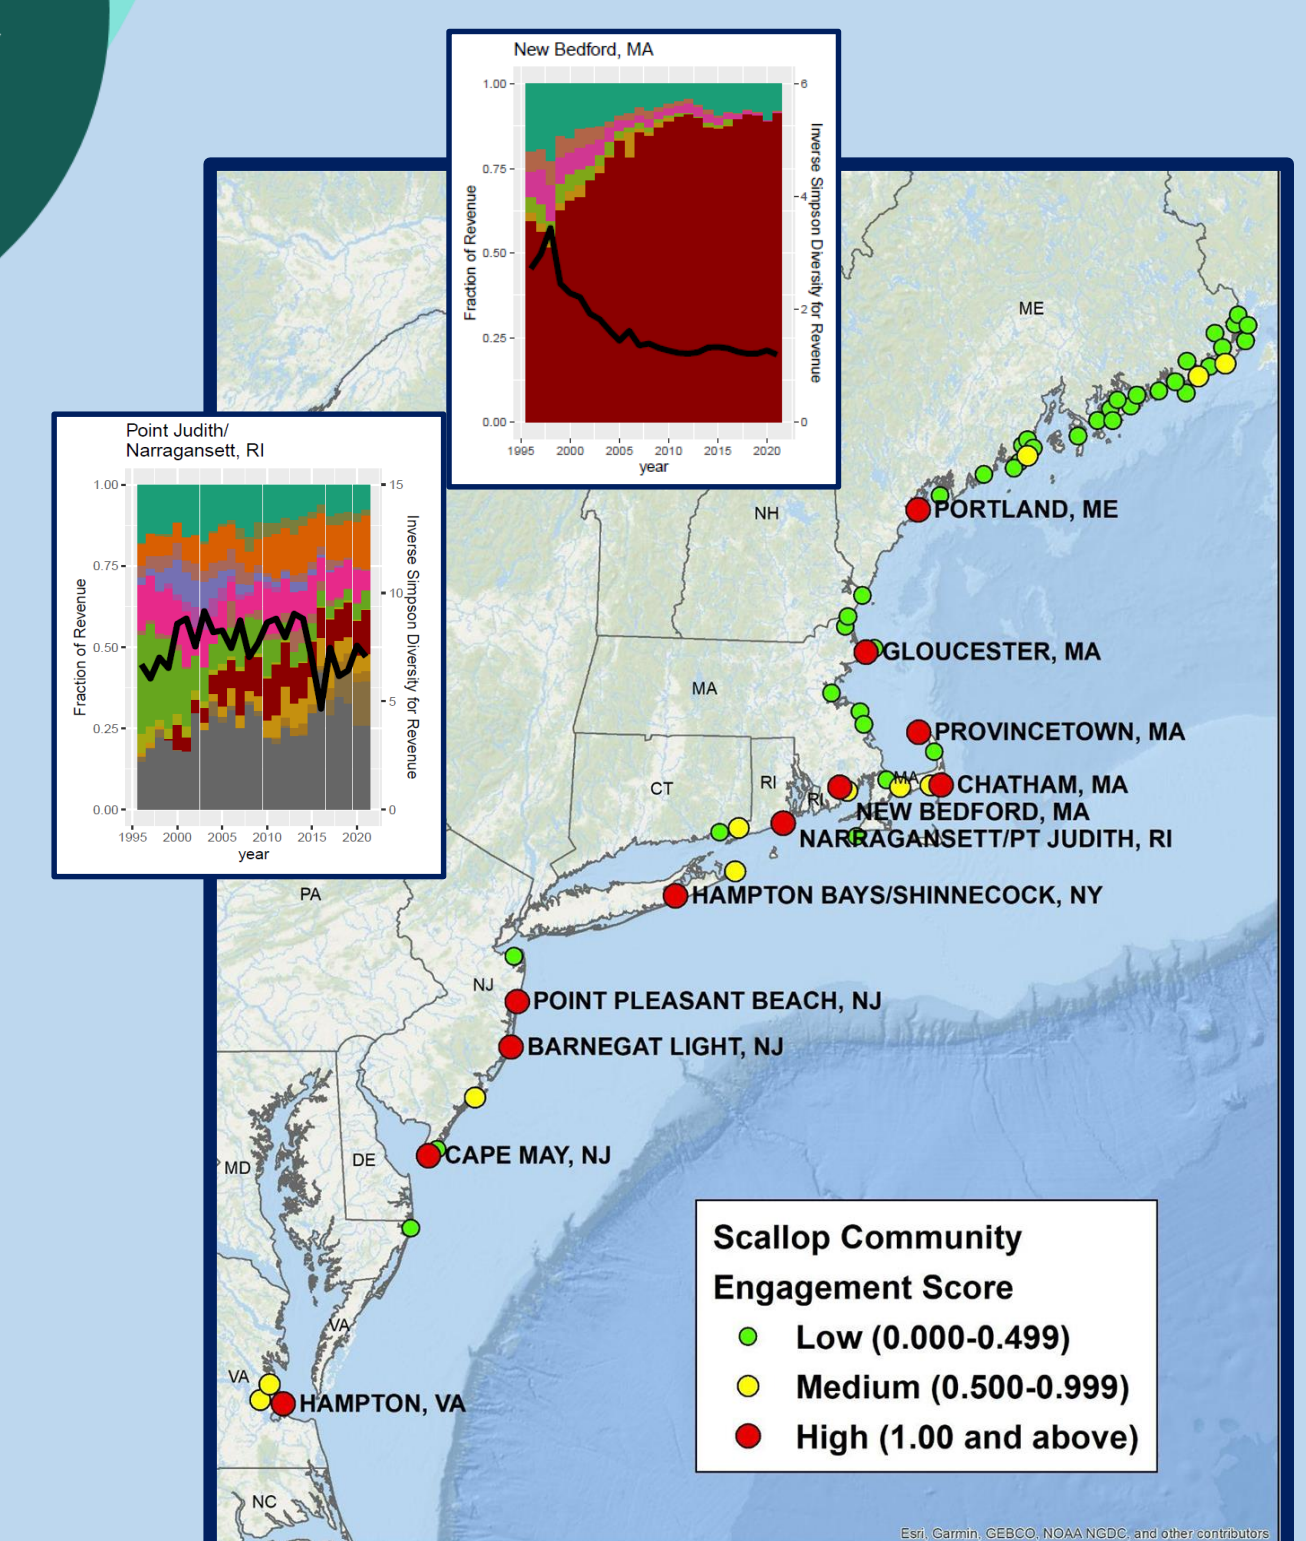 New Bedford, MA
1.00
0.75
0.50
0.25
0.00
6
4
2
0
Fraction of Revenue
Inverse Simpson Diversity for Revenue
1995 2000 2005 2010 2015 2020
year
Point Judith/
Narragansett, RI
1.00
0.75
0.50
0.25
0.00
15
10
5
0
Fraction of Revenue
Inverse Simpson Diversity for Revenue
1995 2000 2005 2010 2015 2020
year
ME
NH
PORTLAND, ME
GLOUCESTER, MA
MA
PROVINCETOWN, MA
CT
RI
MA
CHATHAM, MA
RI
NEW BEDFORD, MA
NARRAGANSETT/PT JUDITH, RI
PA
HAMPTON BAYS/SHINNECOCK, NY
NJ
POINT PLEASANT BEACH, NJ
BARNEGAT LIGHT, NJ
CAPE MAY, NJ
MD
DE
VA
VA
HAMPTON, VA
NC
Scallop Community
Engagement Score
Low (0.000-0.499)
Medium (0.500-0.999)
High (1.00 and above)
Esri, Garmin, GEBCO, NOAA NGDC, and other contributors